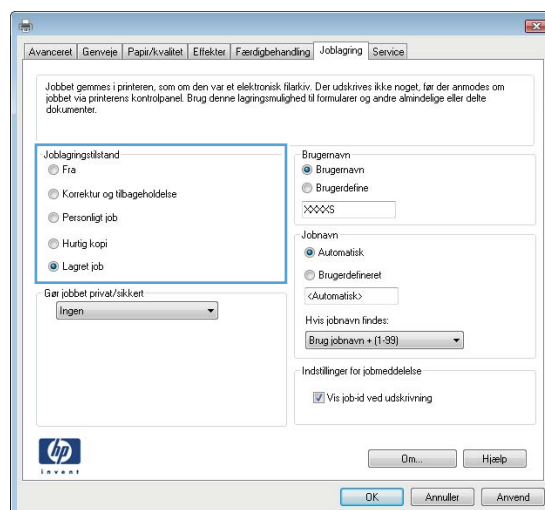 Avanceret Genveje Papir/kvalitet Effekter Færdigbehandling Joblagring Service
Jobbet gemmes i printeren, som om den var et elektronisk filarkiv. Der udskrives ikke noget, før der anmodes om
jobbet via printerens kontrolpanel. Brug denne lagringsmulighed til formularer og andre almindelige eller delte
dokumenter.
Joblagringstilstand
Fra
Korrektur og tilbageholdelse
Personligt job
Hurtig kopi
Lagret job
Gør jobbet privat/sikkert
Ingen
Brugernavn
Brugernavn
Brugerdefine
XXXXS
Jobnavn
Automatisk
Brugerdefineret
<Automatisk>
Hvis jobnavn findes:
Brug jobnavn + (1-99)
Indstillinger for jobmeddelelse
Vis job-id ved udskrivning
hp
invent
Om... Hjælp
OK Annuller Anvend